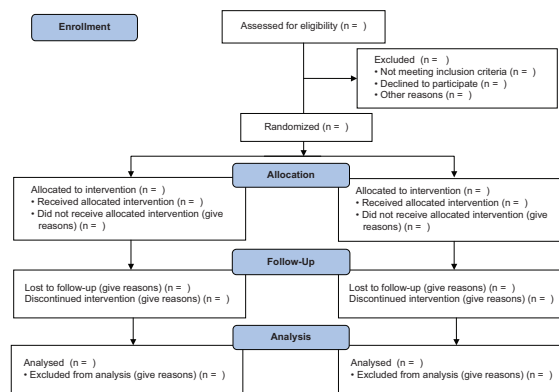 Enrollment
Assessed for eligibility (n = )
Excluded (n = )
• Not meeting inclusion criteria (n = )
• Declined to participate (n = )
• Other reasons (n = )
Randomized (n = )
Allocation
Allocated to intervention (n = )
• Received allocated intervention (n = )
• Did not receive allocated intervention (give
reasons) (n = )
Allocated to intervention (n = )
• Received allocated intervention (n = )
• Did not receive allocated intervention (give
reasons) (n = )
Follow-Up
Lost to follow-up (give reasons) (n = )
Discontinued intervention (give reasons) (n = )
Lost to follow-up (give reasons) (n = )
Discontinued intervention (give reasons) (n = )
Analysis
Analysed (n = )
• Excluded from analysis (give reasons) (n = )
Analysed (n = )
• Excluded from analysis (give reasons) (n = )